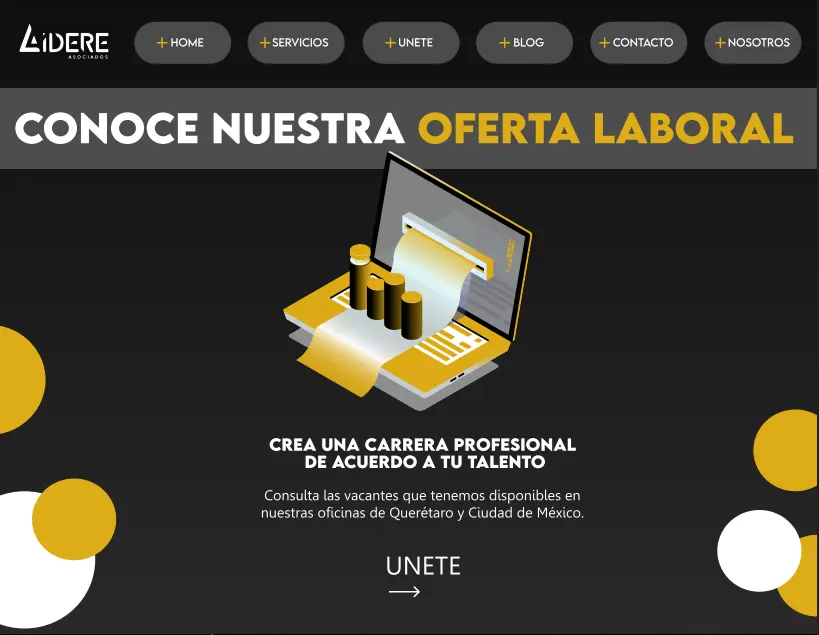 LIDERE
ASOCIADOS
+ HOME
+ SERVICIOS
+ UNETE
+ BLOG
+ CONTACTO
+ NOSOTROS
CONOCE NUESTRA OFERTA LABORAL
CREA UNA CARRERA PROFESIONAL
DE ACUERDO A TU TALENTO
Consulta las vacantes que tenemos disponibles en
nuestras oficinas de Querétaro y Ciudad de México.
UNETE